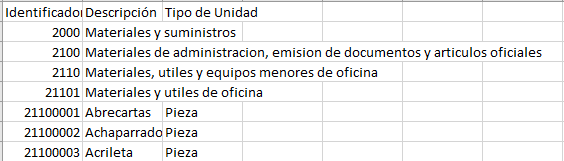 Identificador Descripción Tipo de Unidad
2000 Materiales y suministros
2100 Materiales de administracion, emision de documentos y articulos oficiales
2110 Materiales, utiles y equipos menores de oficina
21101 Materiales y utiles de oficina
21100001 Abrecartas Pieza
21100002 Achaparrado Pieza
21100003 Acrileta Pieza